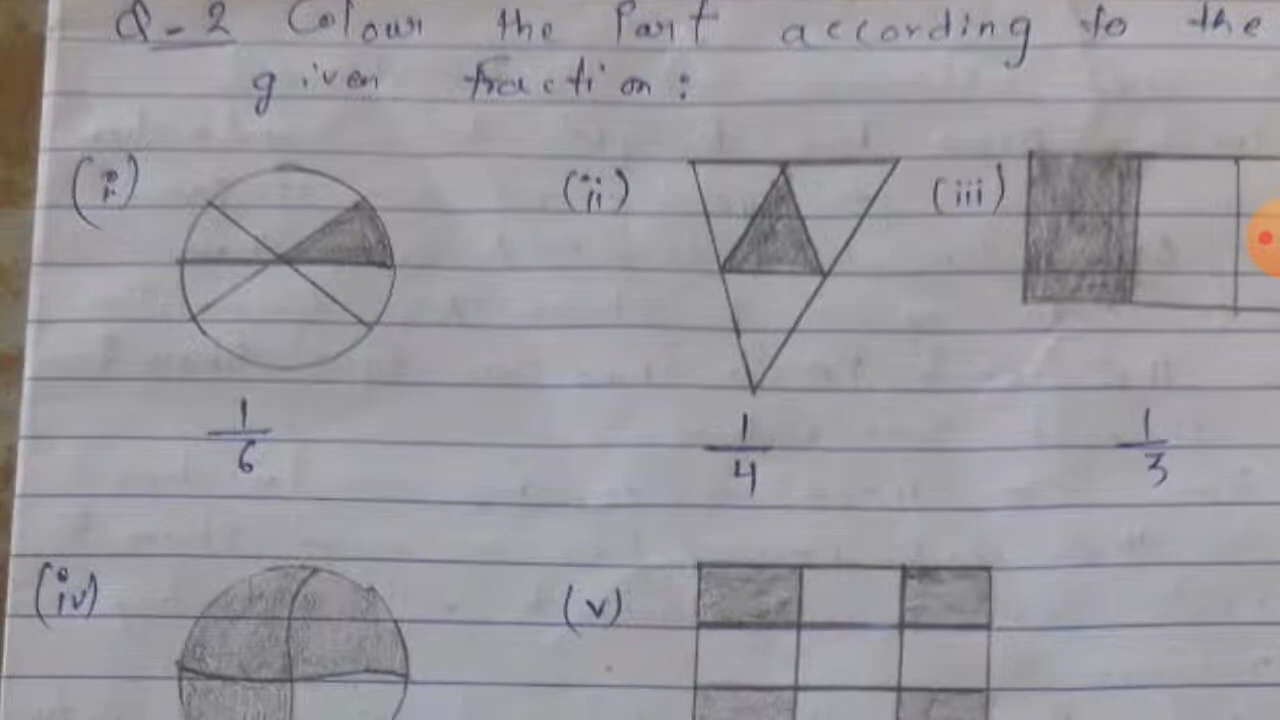 Q-2 Colour the Part according to the
given fraction:
(i) (ii) (iii)
1/6 1/4 1/3
(iv) (v)